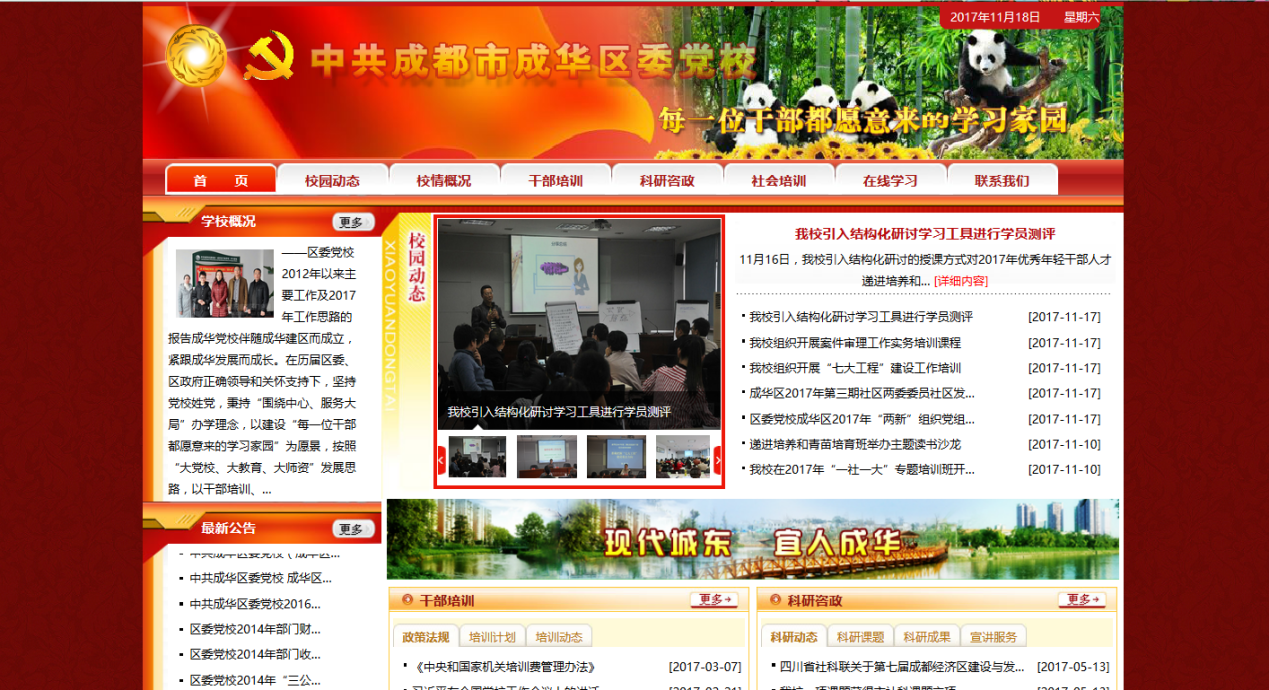 2017年11月18日 星期六
中共成都市成华区委党校
每一位干部都愿意来的学习家园
首 页 校园动态 校情概况 干部培训 科研咨政 社会培训 在线学习 联系我们
学校概况 更多
——区委党校
2012年以来主
要工作及2017
年工作思路的
报告成华党校伴随成华建区而成立，
紧跟成华发展而成长。在历届区委、
区政府正确领导和关怀支持下，坚持
党校姓党，秉持“围绕中心、服务大
局”办学理念，以建设“每一位干部
都愿意来的学习家园”为愿景，按照
“大党校、大教育、大师资”发展思
路，以干部培训、...
校园动态
XIAOYUANDONGTAI
我校引入结构化研讨学习工具进行学员测评
我校引入结构化研讨学习工具进行学员测评
11月16日，我校引入结构化研讨的授课方式对2017年优秀年轻干部人才
递进培养和... [详细内容]
我校引入结构化研讨学习工具进行学员测评 [2017-11-17]
我校组织开展案件审理工作实务培训课程 [2017-11-17]
我校组织开展“七大工程”建设工作培训 [2017-11-17]
成华区2017年第三期社区两委委员社区发... [2017-11-17]
区委党校成华区2017年“两新”组织党组... [2017-11-17]
递进培养和青苗培育班举办主题读书沙龙 [2017-11-10]
我校在2017年“一社一大”专题培训班开... [2017-11-10]
最新公告 更多
中共成华区委党校（成华区...
中共成华区委党校 成华区...
中共成华区委党校2016...
区委党校2014年部门财...
区委党校2014年部门收...
区委党校2014年“三公...
现代城东 宜人成华
干部培训 更多
政策法规 培训计划 培训动态
《中央和国家机关培训费管理办法》 [2017-03-07]
科研咨政 更多
科研动态 科研课题 科研成果 宣讲服务
四川省社科联关于第七届成都经济区建设与发... [2017-05-13]